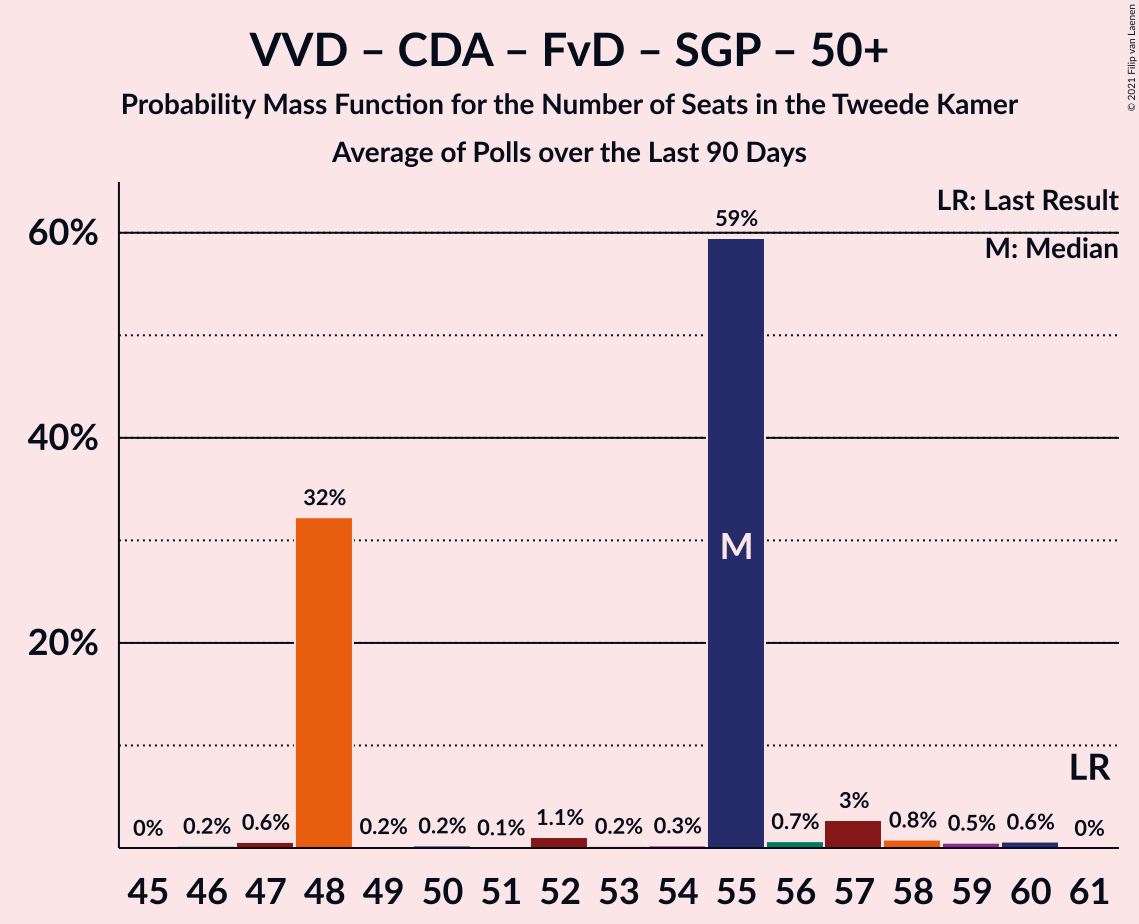 VVD – CDA – FvD – SGP – 50+
Probability Mass Function for the Number of Seats in the Tweede Kamer
Average of Polls over the Last 90 Days
© 2021 Filip van Laenen
LR: Last Result
M: Median
60%
40%
20%
0% 0.2% 0.6% 32% 0.2% 0.2% 0.1% 1.1% 0.2% 0.3% 59% 0.7% 3% 0.8% 0.5% 0.6% 0%
M
LR
45 46 47 48 49 50 51 52 53 54 55 56 57 58 59 60 61